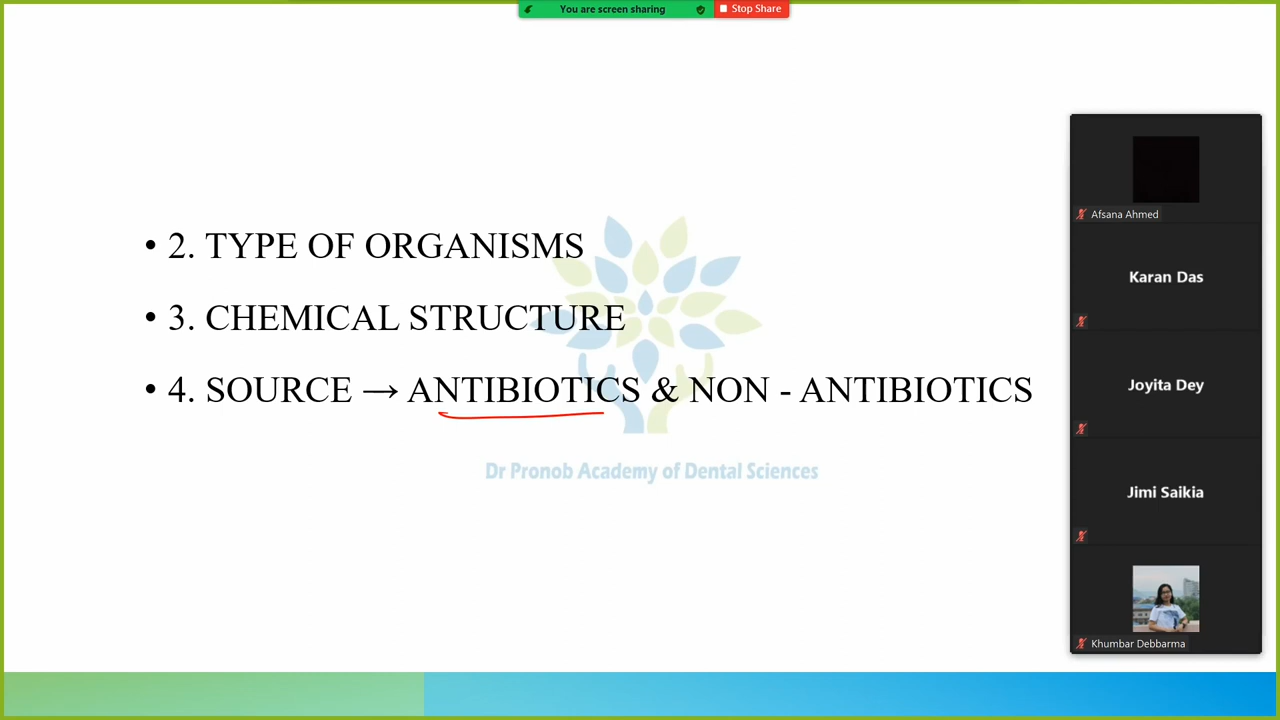 You are screen sharing
Stop Share
• 2. TYPE OF ORGANISMS
• 3. CHEMICAL STRUCTURE
• 4. SOURCE → ANTIBIOTICS & NON - ANTIBIOTICS
Dr Pronob Academy of Dental Sciences
Afsana Ahmed
Karan Das
Joyita Dey
Jimi Saikia
Khumbar Debbarma